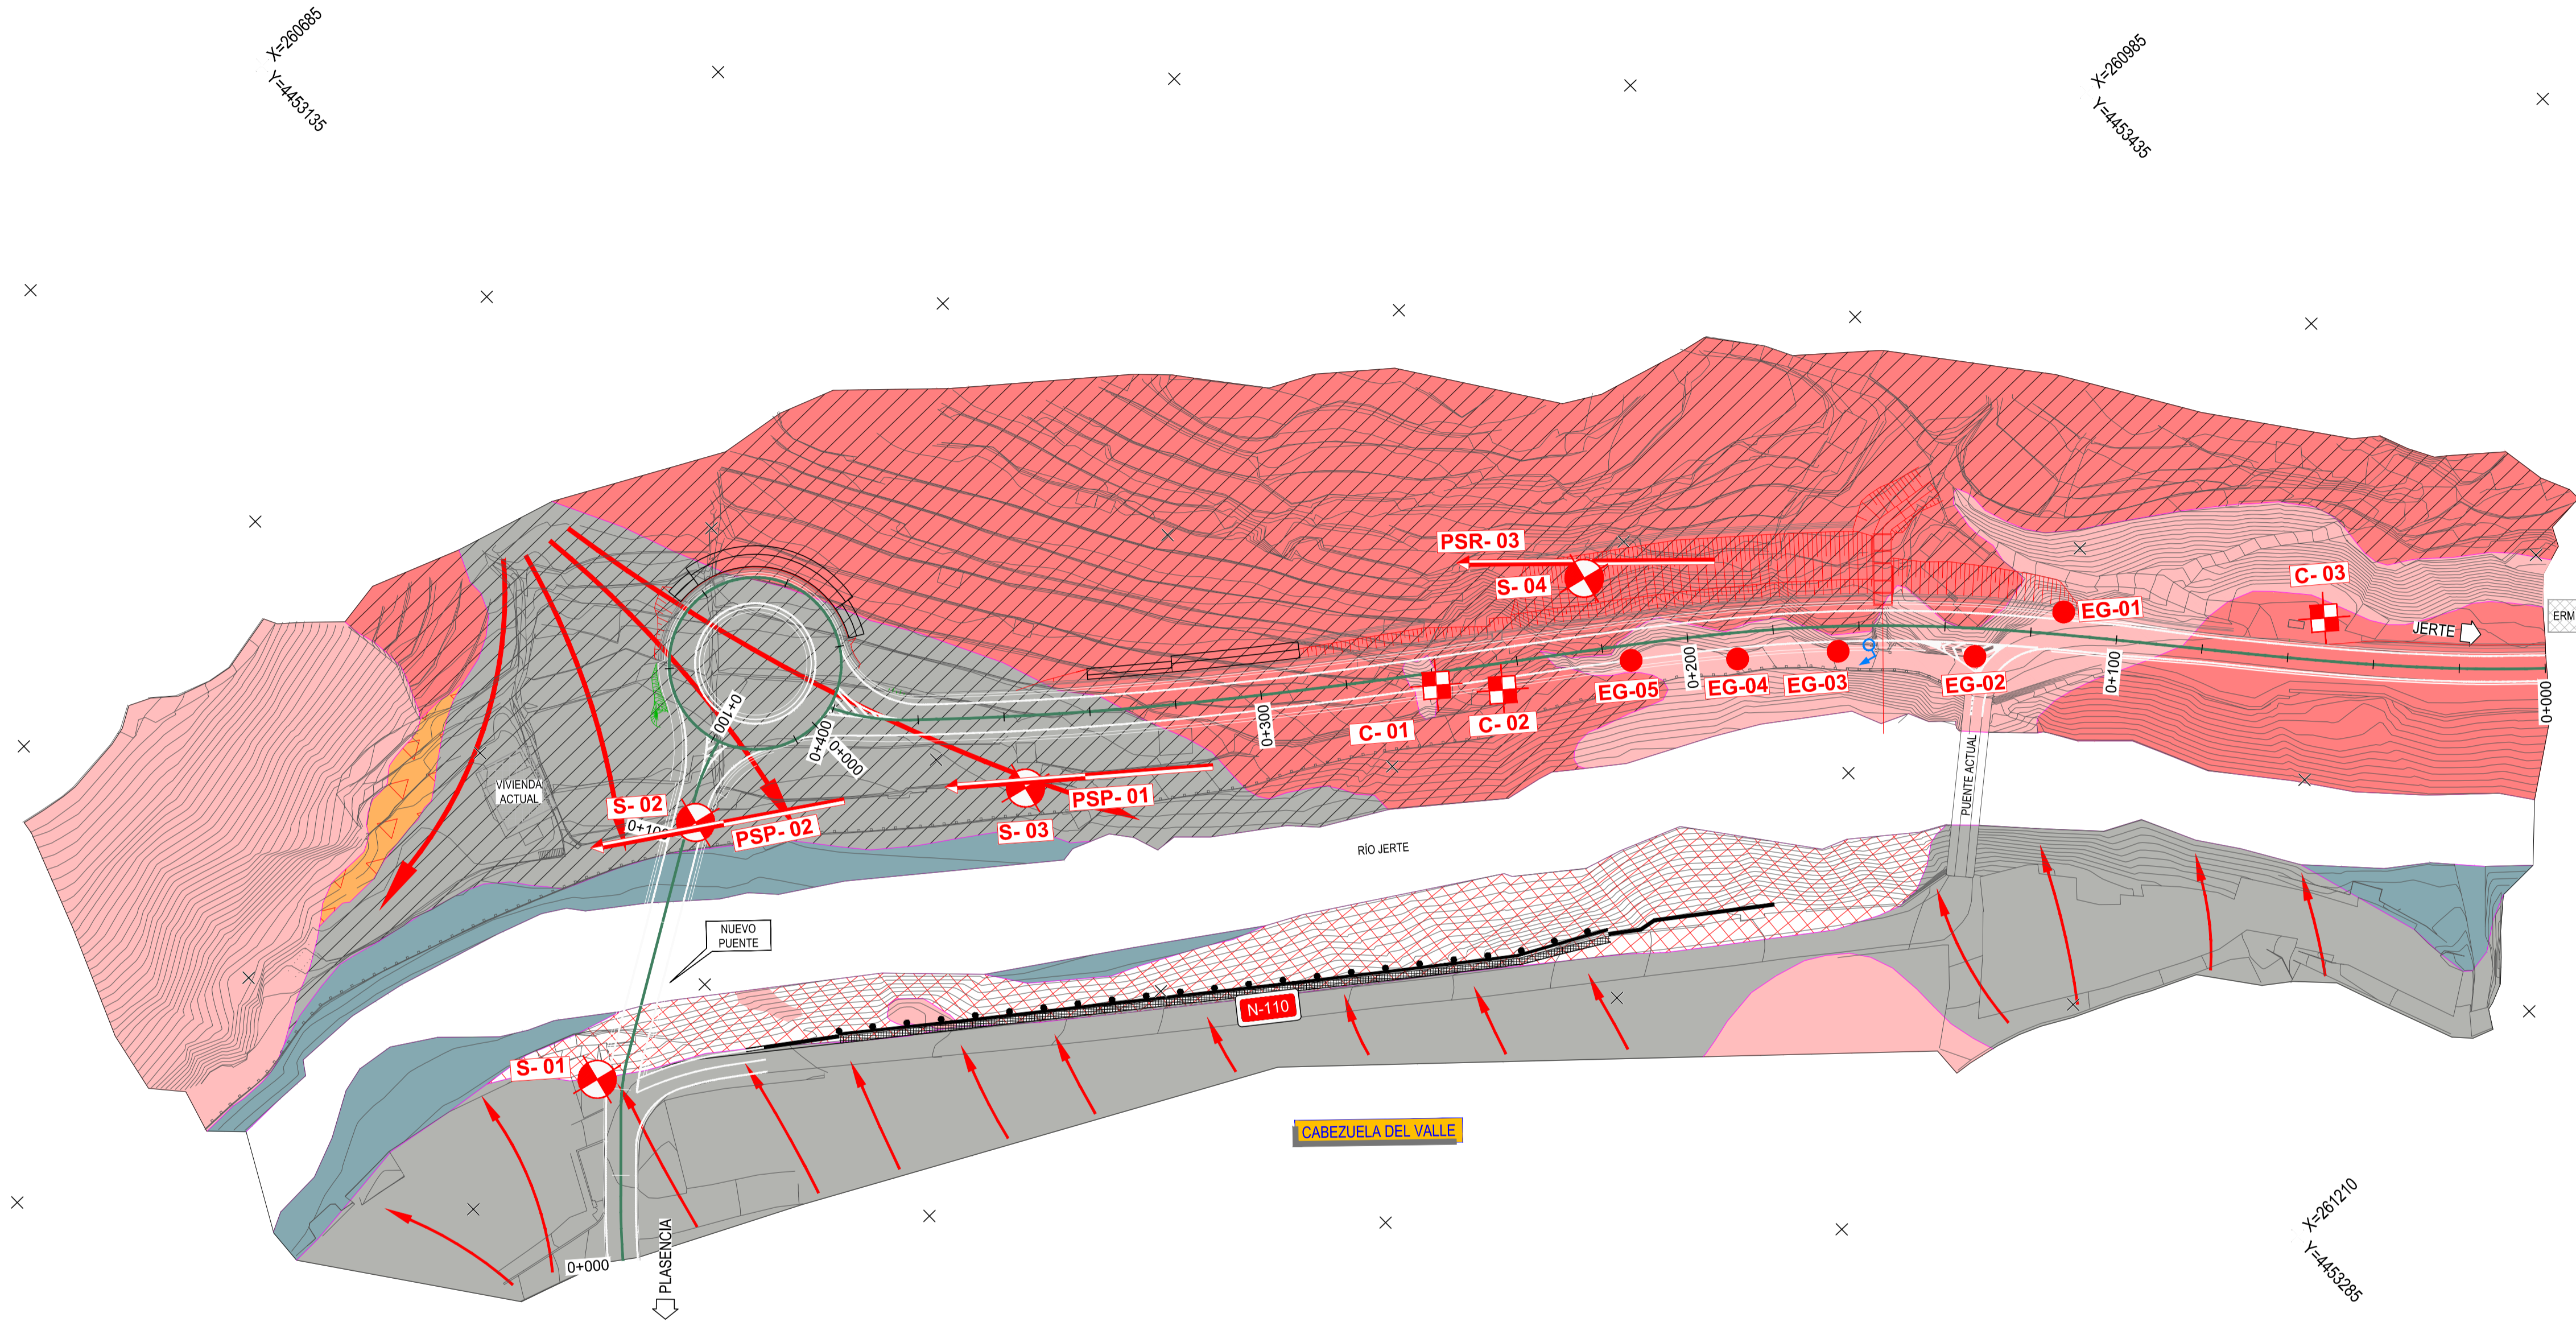 X=260685
Y=4453135
X=260985
Y=4453435
PSR- 03
S- 04
C- 03
EG-01
ERM
JERTE
EG-05
0+200
EG-04
EG-03
EG-02
0+100
0+000
C- 01
C- 02
0+300
0+100
0+400
0+000
VIVIENDA
ACTUAL
S- 02
0+100
PSP- 02
PSP- 01
S- 03
PUENTE ACTUAL
RÍO JERTE
NUEVO
PUENTE
N-110
S- 01
CABEZUELA DEL VALLE
0+000
PLASENCIA
X=261210
Y=4453285